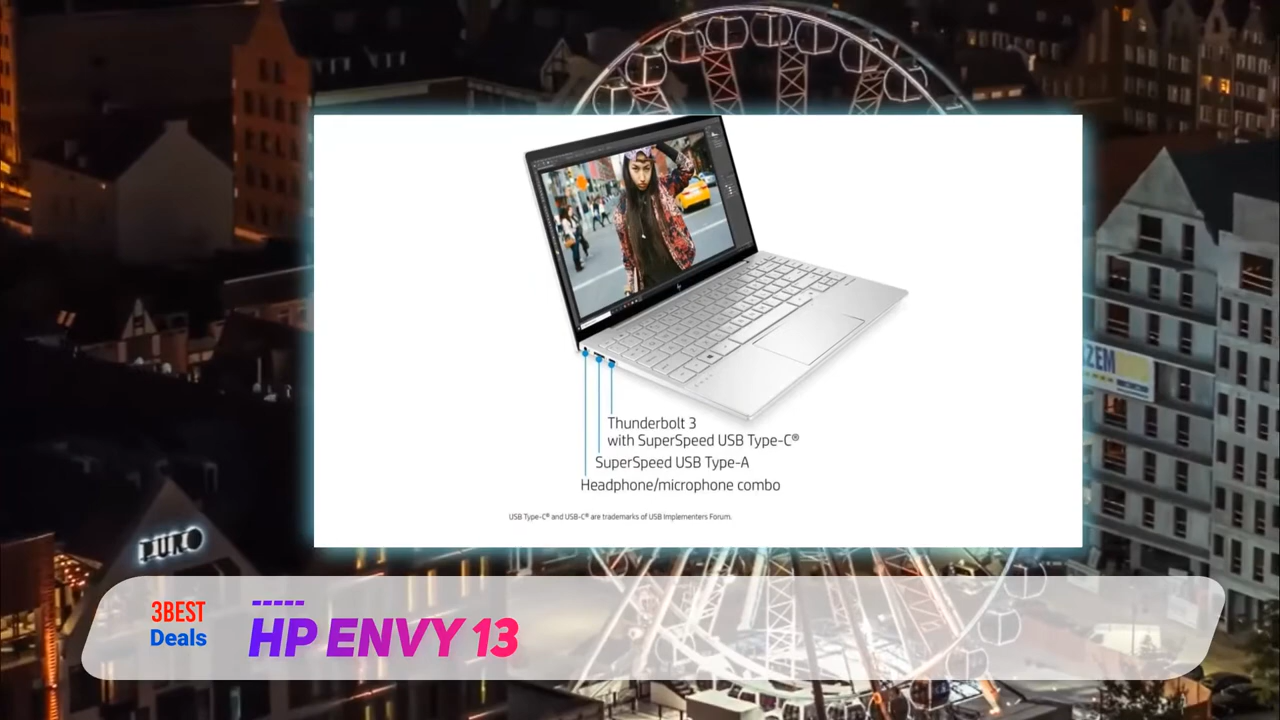 Thunderbolt 3
with SuperSpeed USB Type-C®
SuperSpeed USB Type-A
Headphone/microphone combo
USB Type-C® and USB-C® are trademarks of USB Implementers Forum.
ZEM
PURO
3BEST
Deals
HP ENVY 13